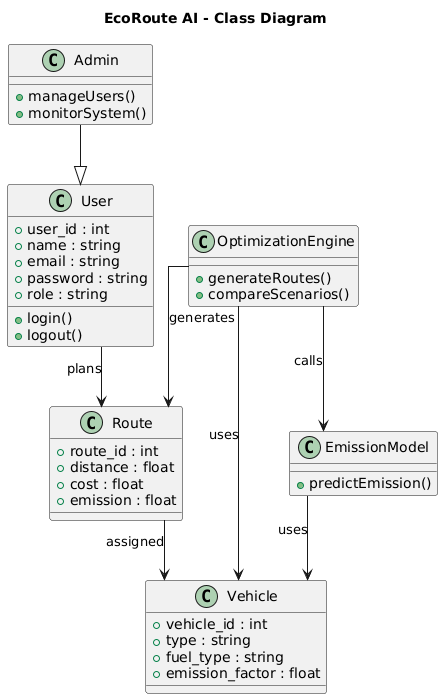 EcoRoute AI - Class Diagram
C Admin
manageUsers()
monitorSystem()
C User
user_id : int
name : string
email : string
password : string
role : string
login()
logout()
C OptimizationEngine
generateRoutes()
compareScenarios()
generates
plans
calls
uses
C Route
route_id : int
distance : float
cost : float
emission : float
C EmissionModel
predictEmission()
assigned
uses
C Vehicle
vehicle_id : int
type : string
fuel_type : string
emission_factor : float